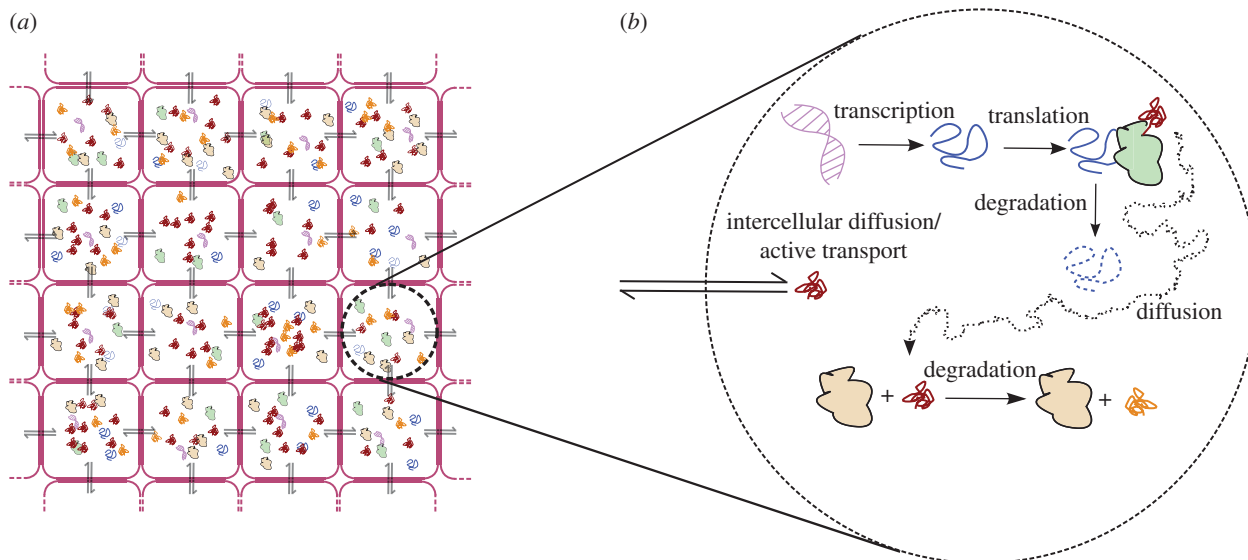 (a)
(b)
transcription
translation
degradation
intercellular diffusion/
active transport
diffusion
degradation
+
+